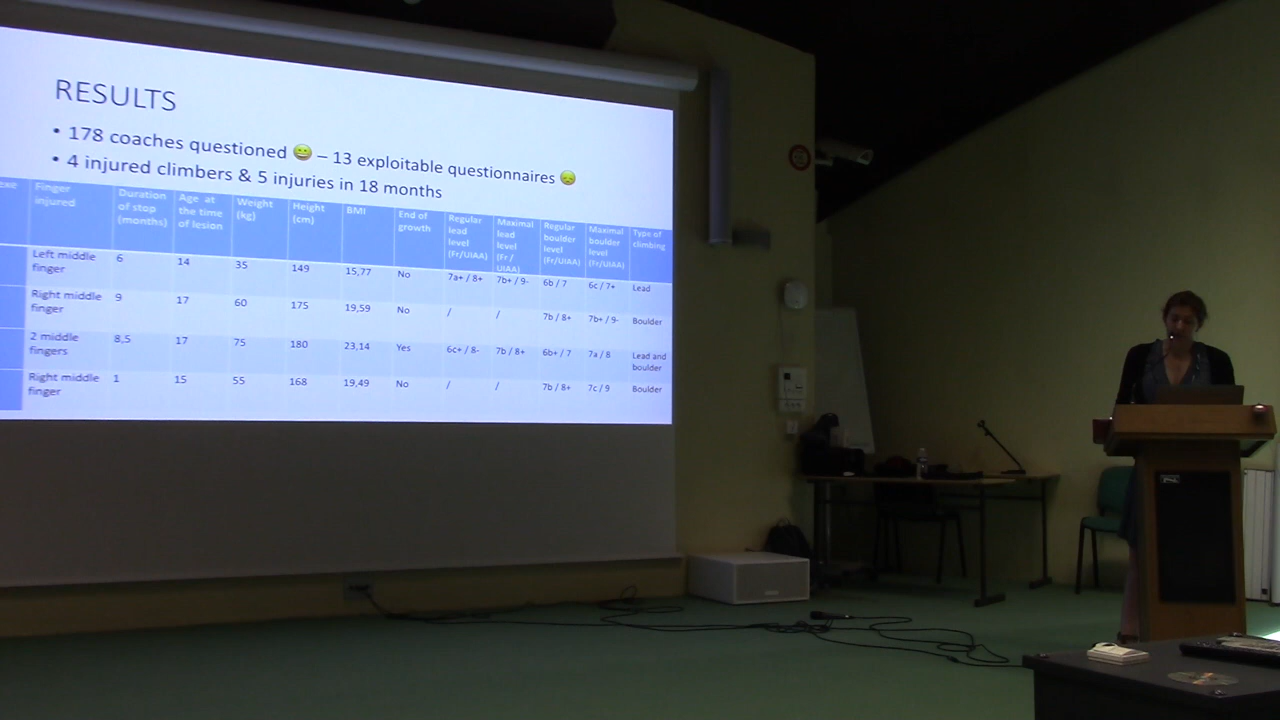 RESULTS
• 178 coaches questioned 😄 – 13 exploitable questionnaires 😞
• 4 injured climbers & 5 injuries in 18 months
exe Finger injured Duration of stop (months) Age at the time of lesion Weight (kg) Height (cm) BMI End of growth Regular lead level (Fr/UIAA) Maximal lead level (Fr / UIAA) Regular boulder level (Fr/UIAA) Maximal boulder level (Fr/UIAA) Type of climbing
Left middle finger 6 14 35 149 15,77 No 7a+ / 8+ 7b+ / 9- 6b / 7 6c / 7+ Lead
Right middle finger 9 17 60 175 19,59 No / / 7b / 8+ 7b+ / 9- Boulder
2 middle fingers 8,5 17 75 180 23,14 Yes 6c+ / 8- 7b / 8+ 6b+ / 7 7a / 8 Lead and boulder
Right middle finger 1 15 55 168 19,49 No / / 7b / 8+ 7c / 9 Boulder